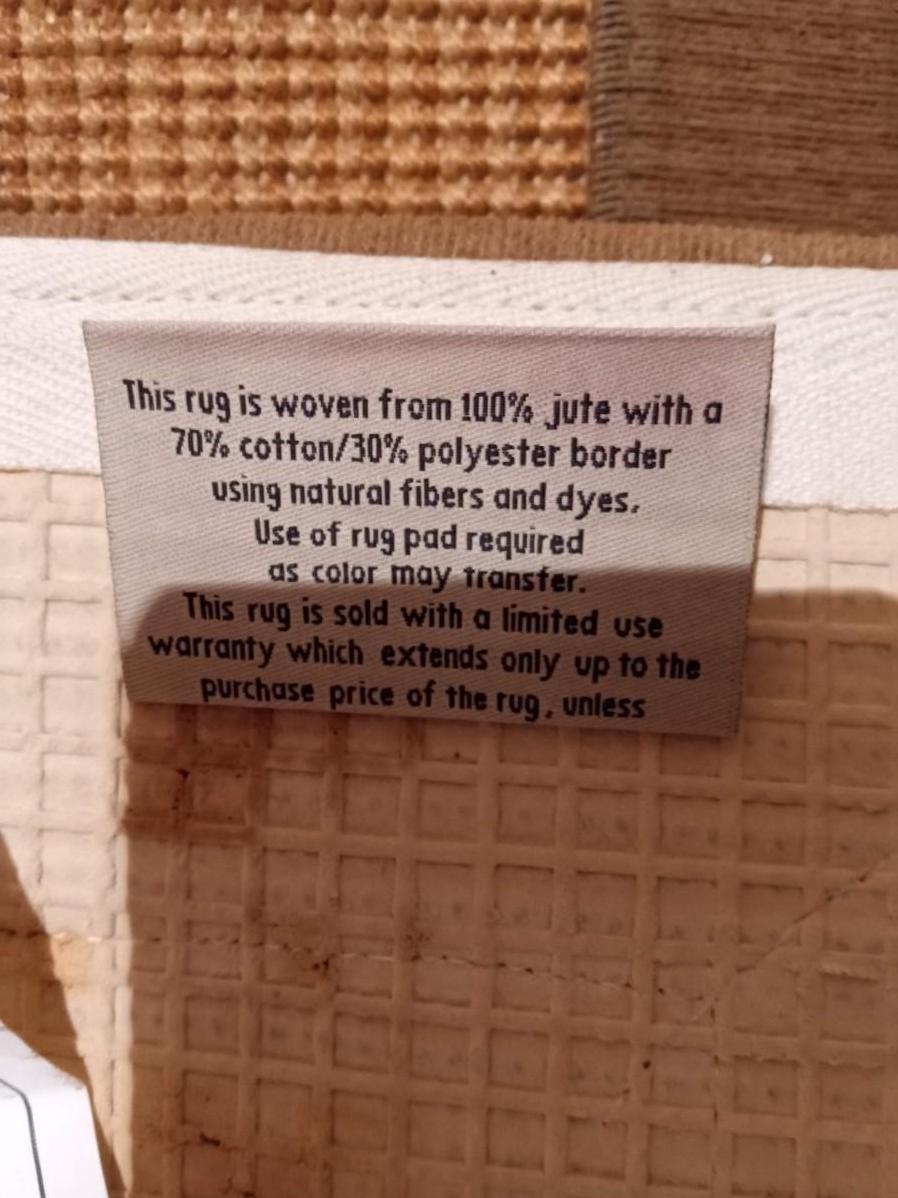 This rug is woven from 100% jute with a
70% cotton/30% polyester border
using natural fibers and dyes.
Use of rug pad required
as color may transfer.
This rug is sold with a limited use
warranty which extends only up to the
purchase price of the rug, unless